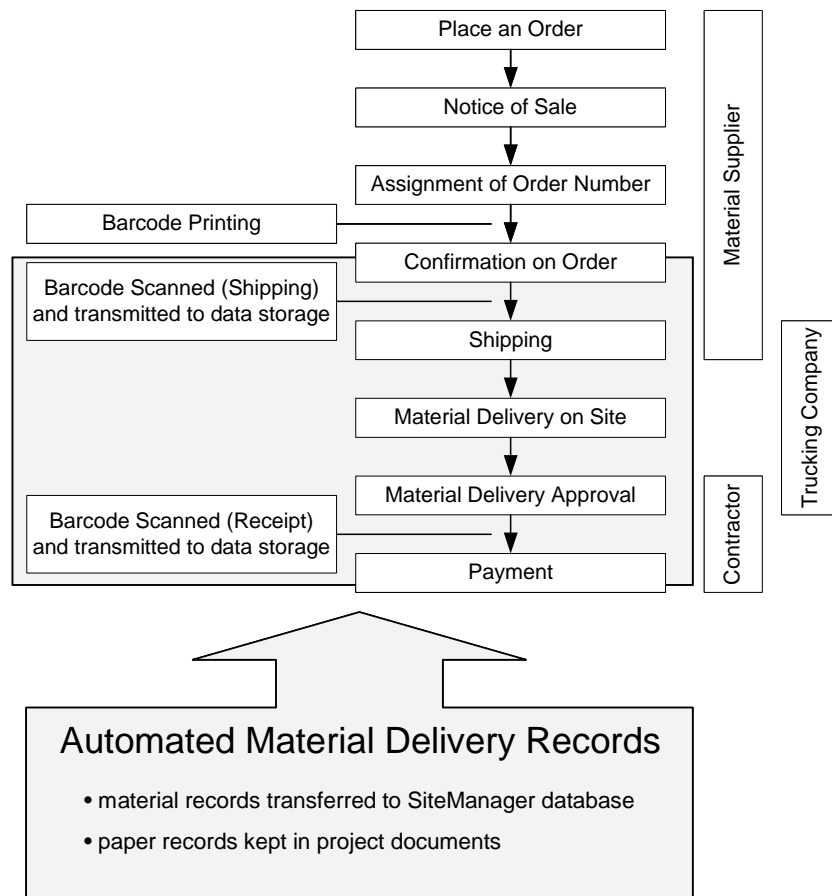 Place an Order
Notice of Sale
Assignment of Order Number
Barcode Printing
Confirmation on Order
Barcode Scanned (Shipping)
and transmitted to data storage
Shipping
Material Delivery on Site
Material Delivery Approval
Barcode Scanned (Receipt)
and transmitted to data storage
Payment
Material Supplier
Trucking Company
Contractor
Automated Material Delivery Records
• material records transferred to SiteManager database
• paper records kept in project documents